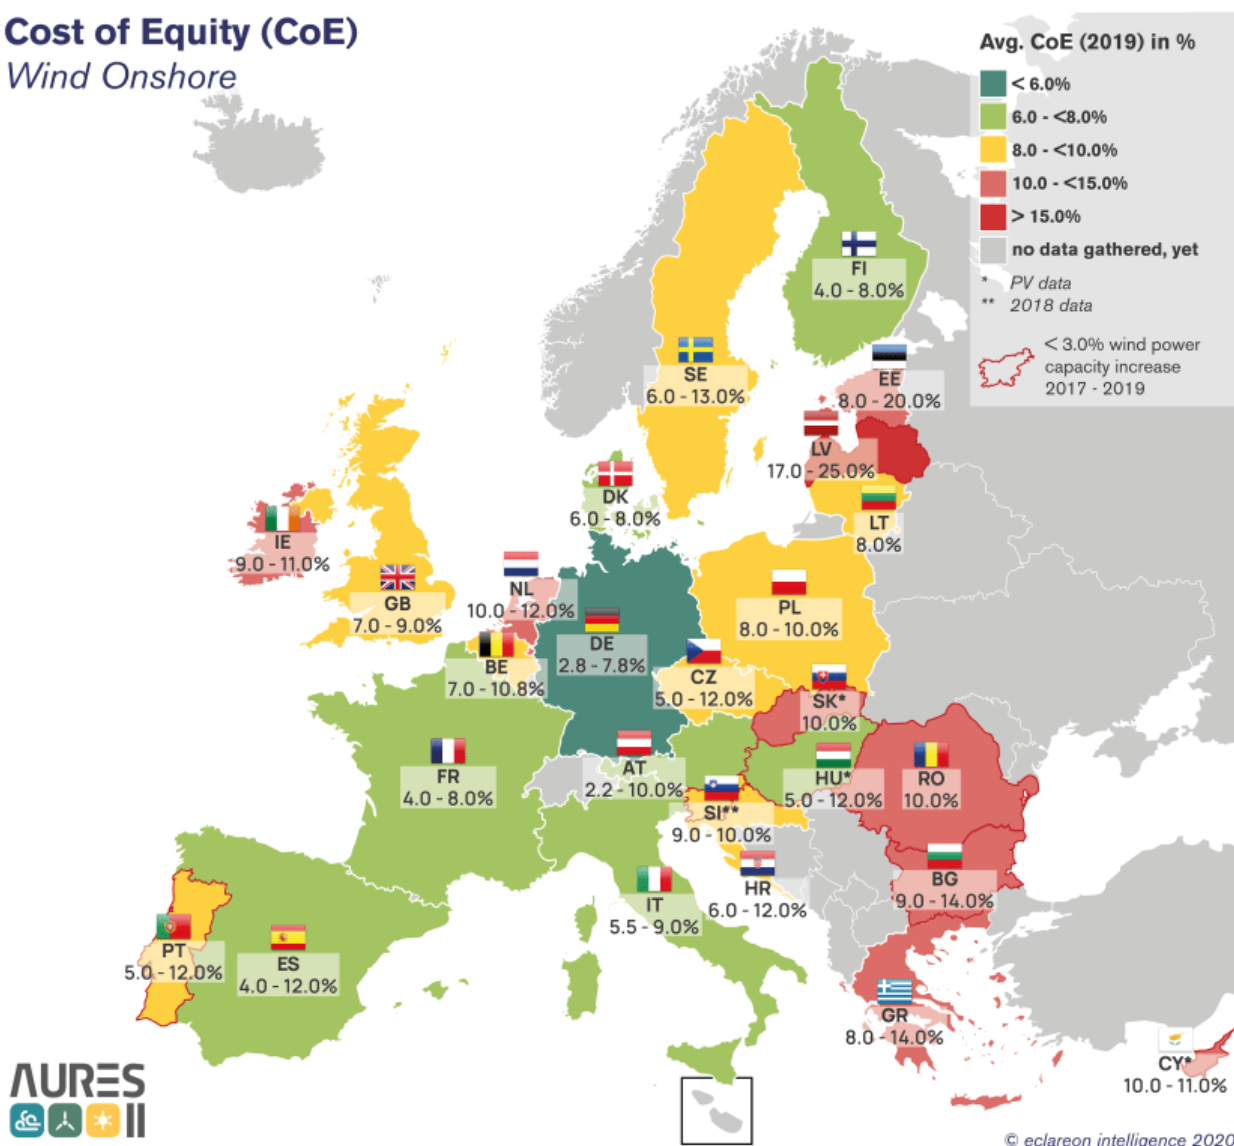 Cost of Equity (CoE)
Wind Onshore
Avg. CoE (2019) in %
< 6.0%
6.0 - <8.0%
8.0 - <10.0%
10.0 - <15.0%
> 15.0%
no data gathered, yet
* PV data
** 2018 data
< 3.0% wind power
capacity increase
2017 - 2019
FI
4.0 - 8.0%
SE
6.0 - 13.0%
EE
8.0 - 20.0%
LV
17.0 - 25.0%
DK
6.0 - 8.0%
LT
8.0%
IE
9.0 - 11.0%
GB
7.0 - 9.0%
NL
10.0 - 12.0%
DE
2.8 - 7.8%
PL
8.0 - 10.0%
BE
7.0 - 10.8%
CZ
5.0 - 12.0%
SK*
10.0%
FR
4.0 - 8.0%
AT
2.2 - 10.0%
HU*
5.0 - 12.0%
RO
10.0%
SI**
9.0 - 10.0%
HR
6.0 - 12.0%
BG
9.0 - 14.0%
IT
5.5 - 9.0%
PT
5.0 - 12.0%
ES
4.0 - 12.0%
GR
8.0 - 14.0%
CY*
10.0 - 11.0%
AURES
II
© eclareon intelligence 2020